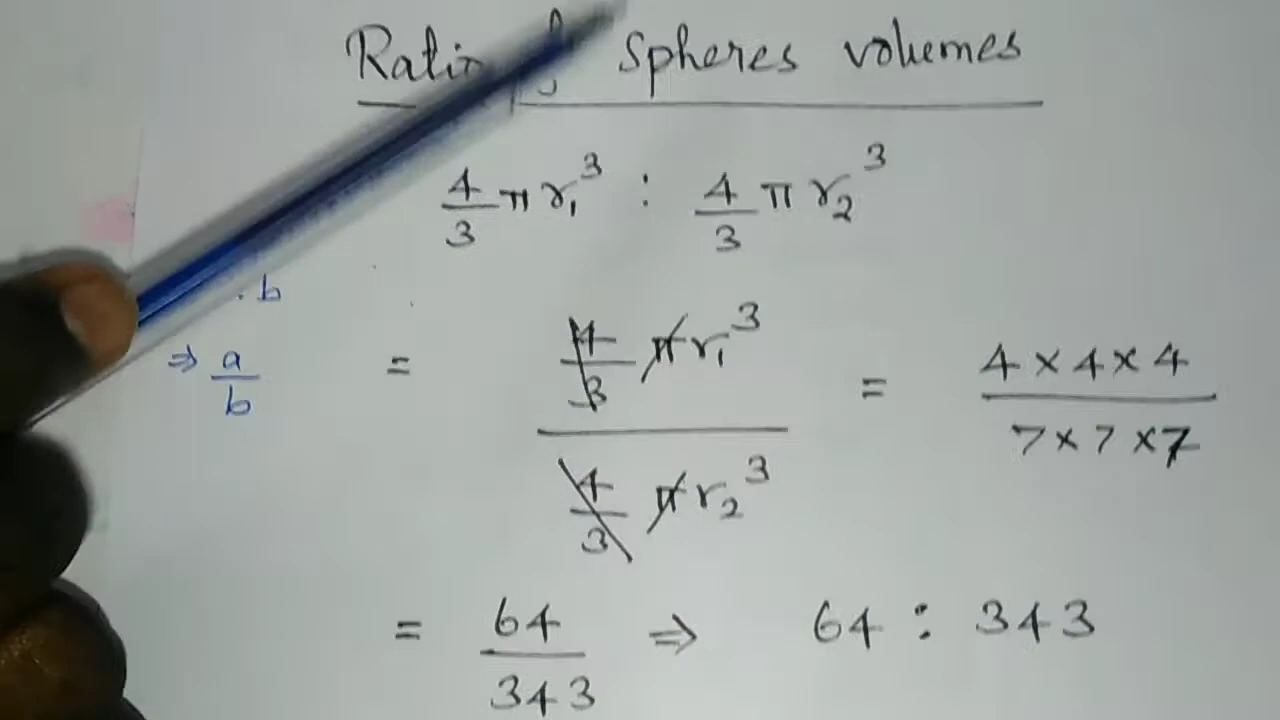 Spheres volumes
4/3 π r₁³ : 4/3 π r₂³
b
⇒ a/b = 4/3 π r₁³ / 4/3 π r₂³ = 4 × 4 × 4 / 7 × 7 × 7
= 64/343 ⇒ 64 : 343